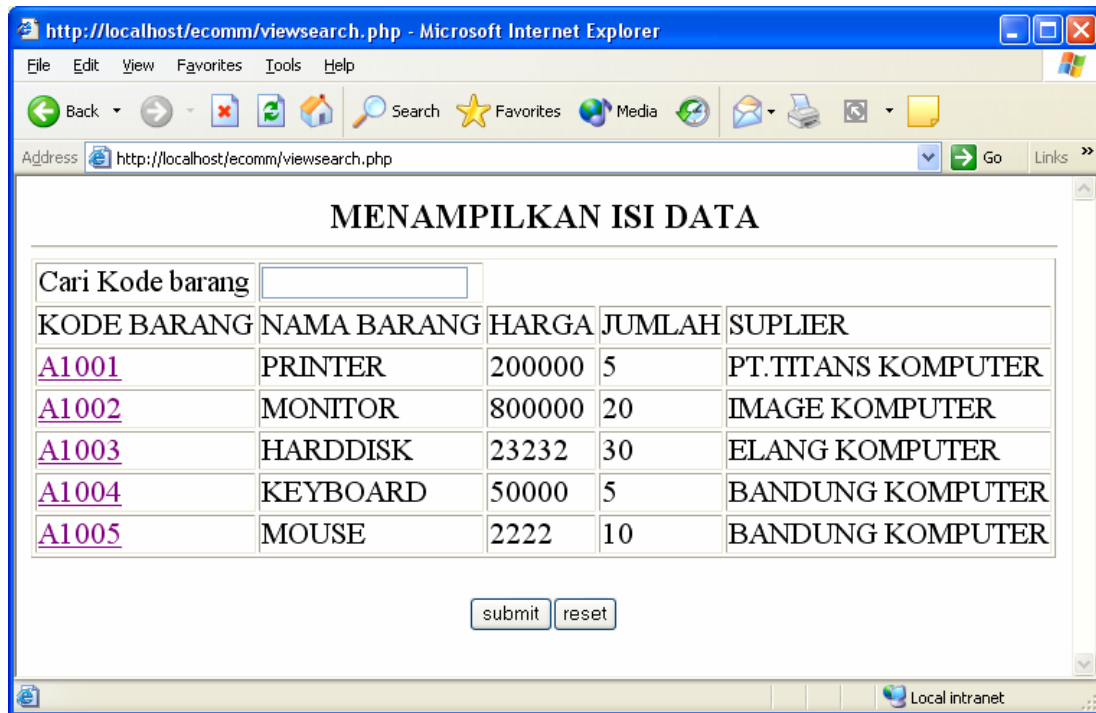 http://localhost/ecomm/viewsearch.php - Microsoft Internet Explorer
File Edit View Favorites Tools Help
Back Search Favorites Media
Address http://localhost/ecomm/viewsearch.php Go Links »
MENAMPILKAN ISI DATA
Cari Kode barang
KODE BARANG NAMA BARANG HARGA JUMLAH SUPLIER
A1001 PRINTER 200000 5 PT.TITANS KOMPUTER
A1002 MONITOR 800000 20 IMAGE KOMPUTER
A1003 HARDDISK 23232 30 ELANG KOMPUTER
A1004 KEYBOARD 50000 5 BANDUNG KOMPUTER
A1005 MOUSE 2222 10 BANDUNG KOMPUTER
submit reset
Local intranet